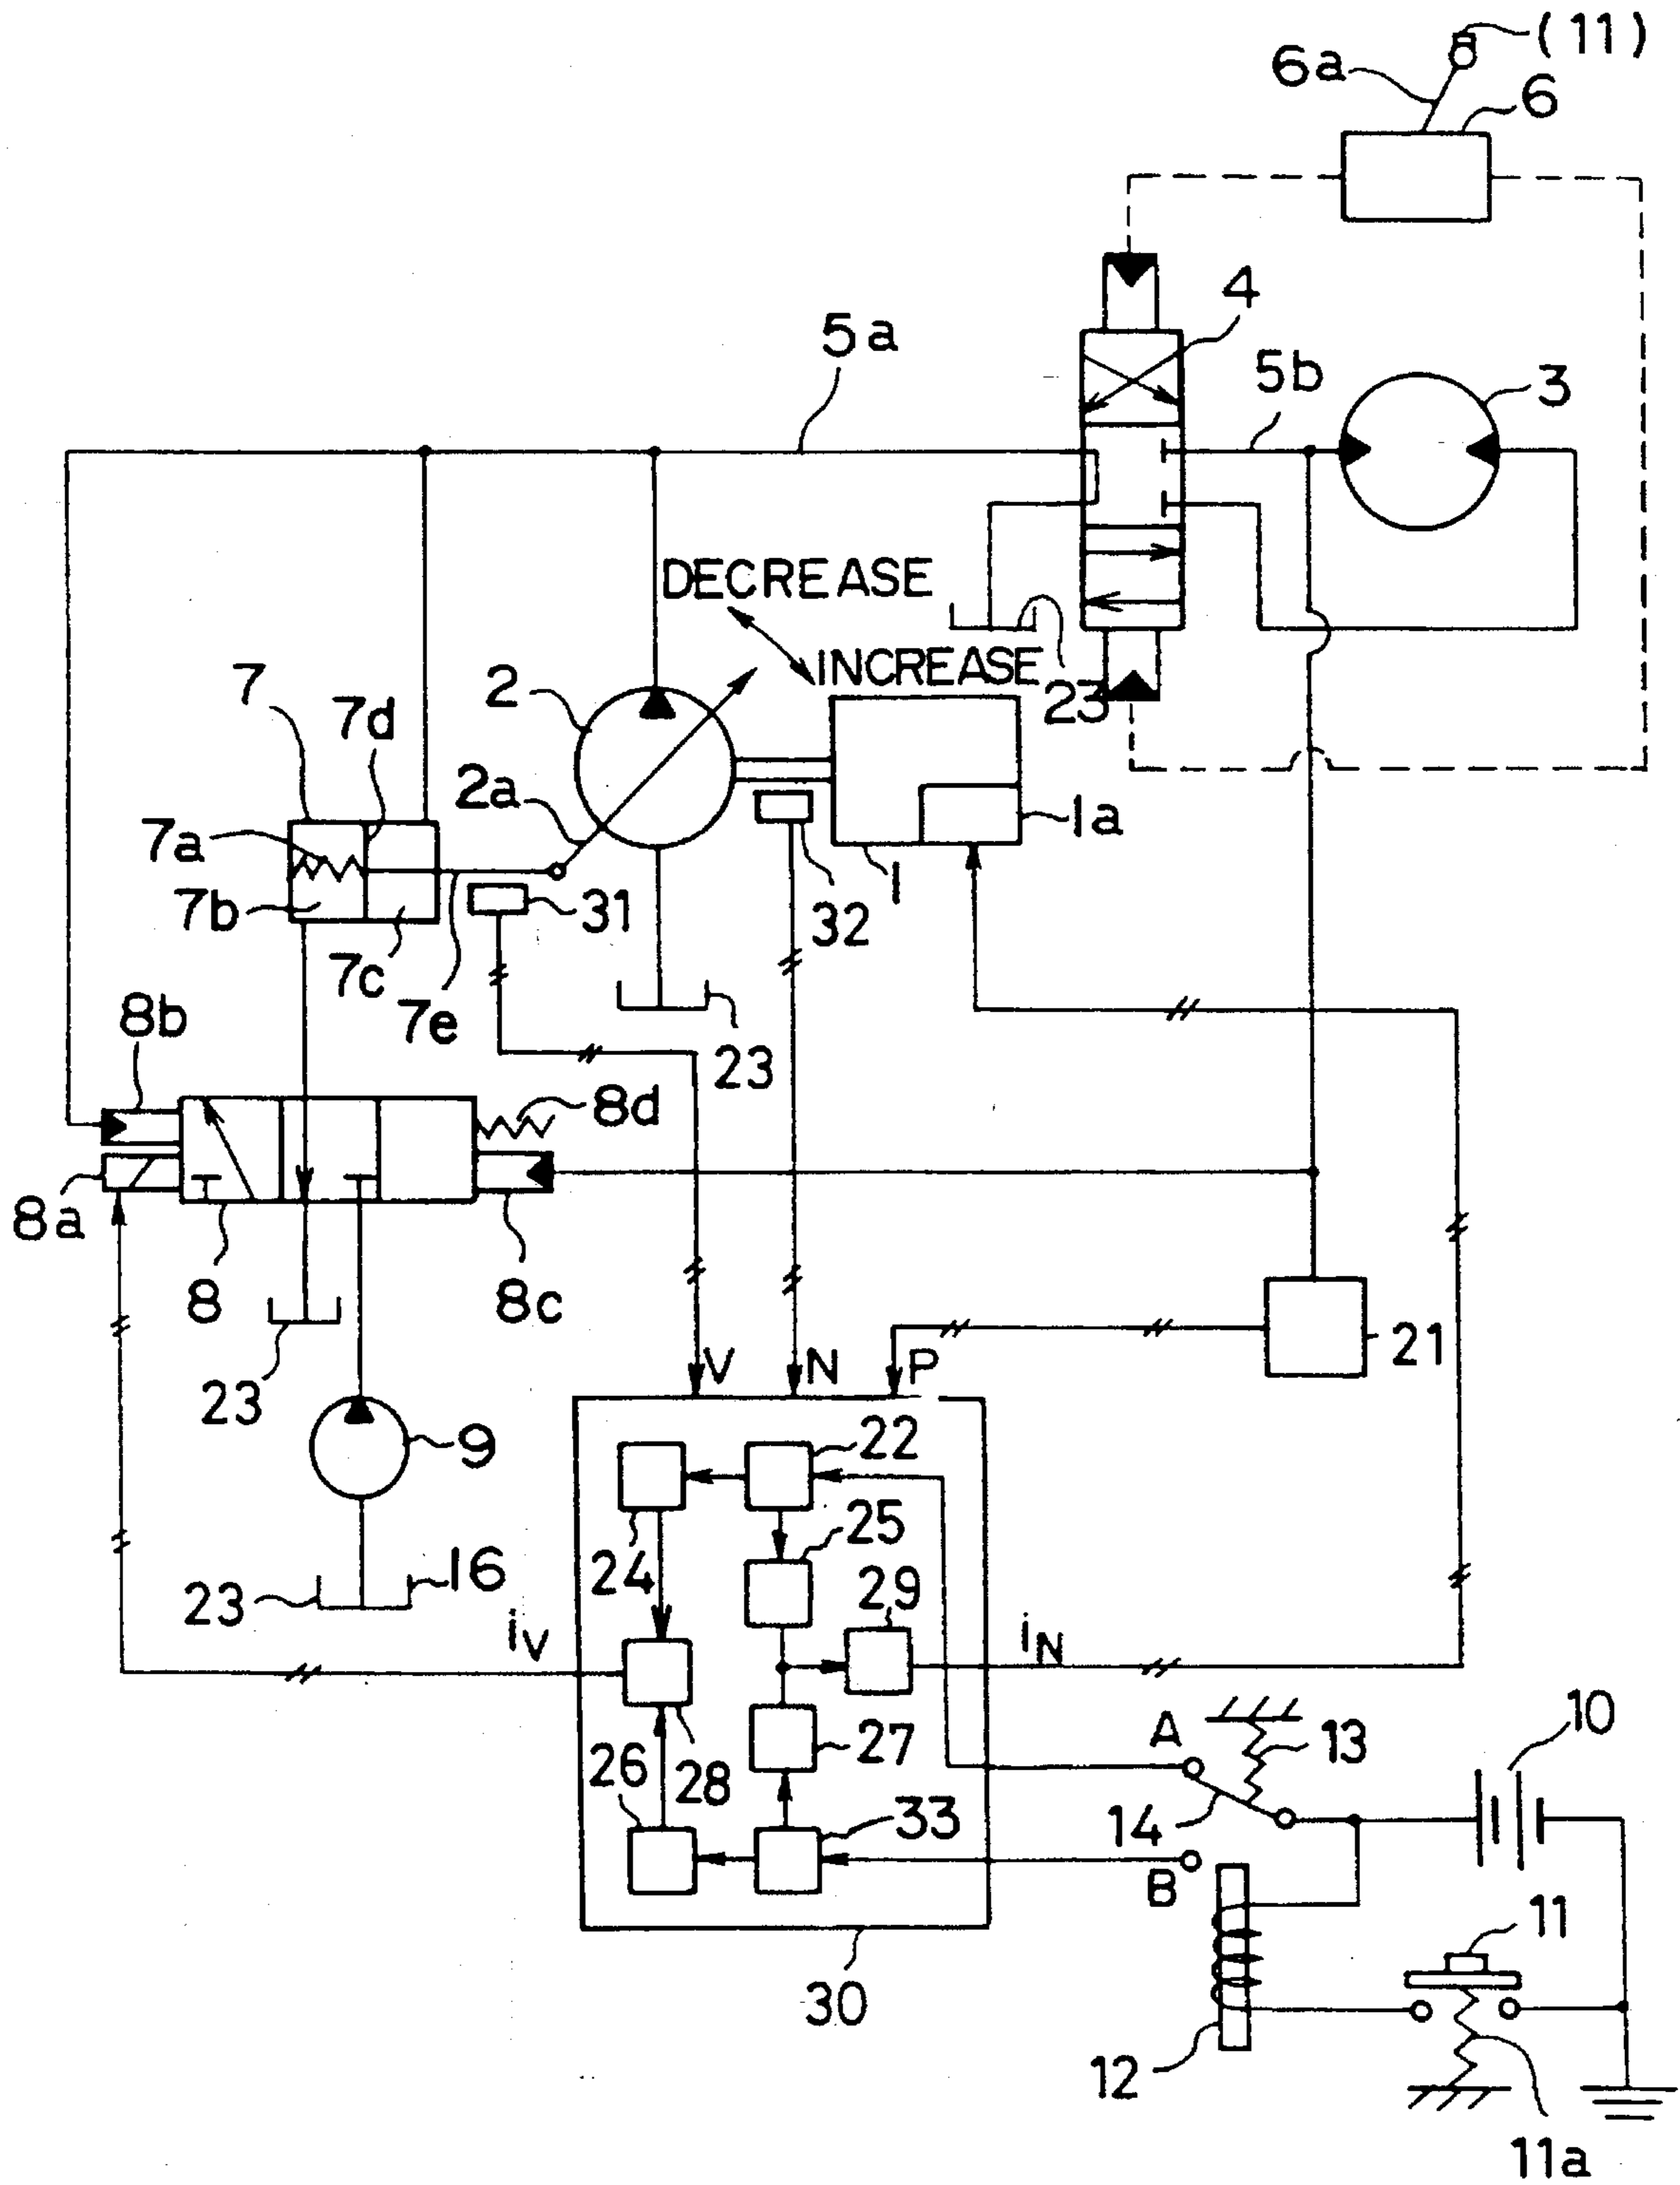 (11)
6a
6
4
5a
5b
3
DECREASE
INCREASE
23
7
7d
2
2a
7a
1a
7b
31
32
1
7c
7e
23
8b
8d
8a
8
8c
23
V
N
P
21
9
22
24
25
29
23
16
iV
iN
26
28
27
33
A
13
10
14
B
11
30
12
11a